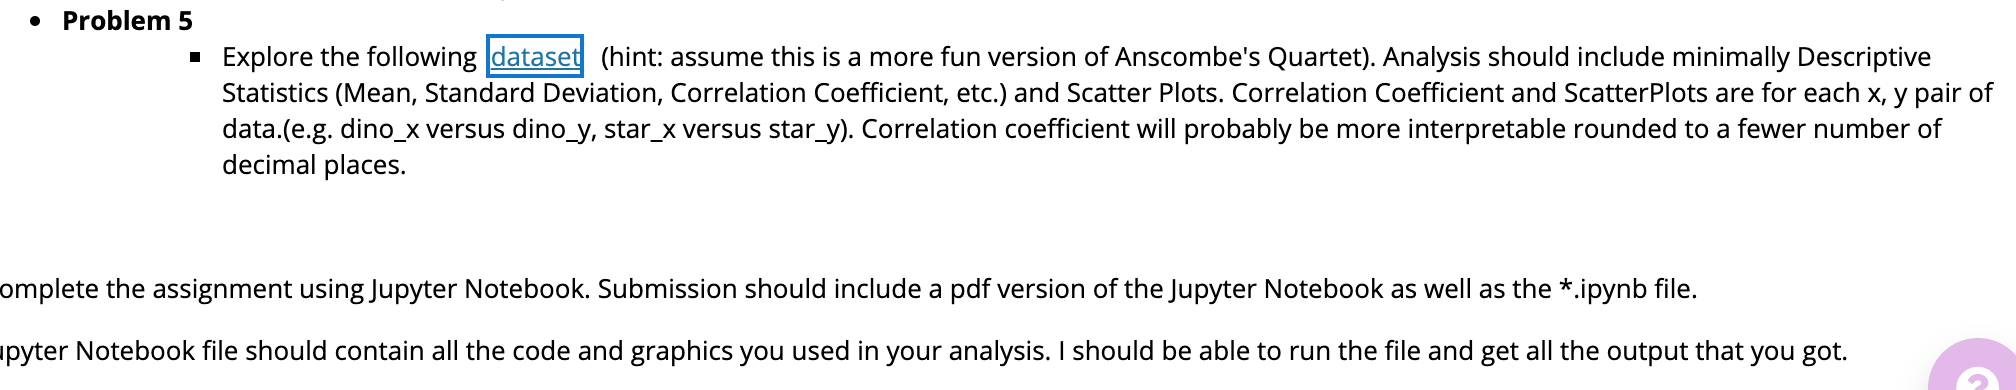 • Problem 5
▪ Explore the following dataset (hint: assume this is a more fun version of Anscombe's Quartet). Analysis should include minimally Descriptive
Statistics (Mean, Standard Deviation, Correlation Coefficient, etc.) and Scatter Plots. Correlation Coefficient and ScatterPlots are for each x, y pair of
data.(e.g. dino_x versus dino_y, star_x versus star_y). Correlation coefficient will probably be more interpretable rounded to a fewer number of
decimal places.
omplete the assignment using Jupyter Notebook. Submission should include a pdf version of the Jupyter Notebook as well as the *.ipynb file.
upyter Notebook file should contain all the code and graphics you used in your analysis. I should be able to run the file and get all the output that you got.
?